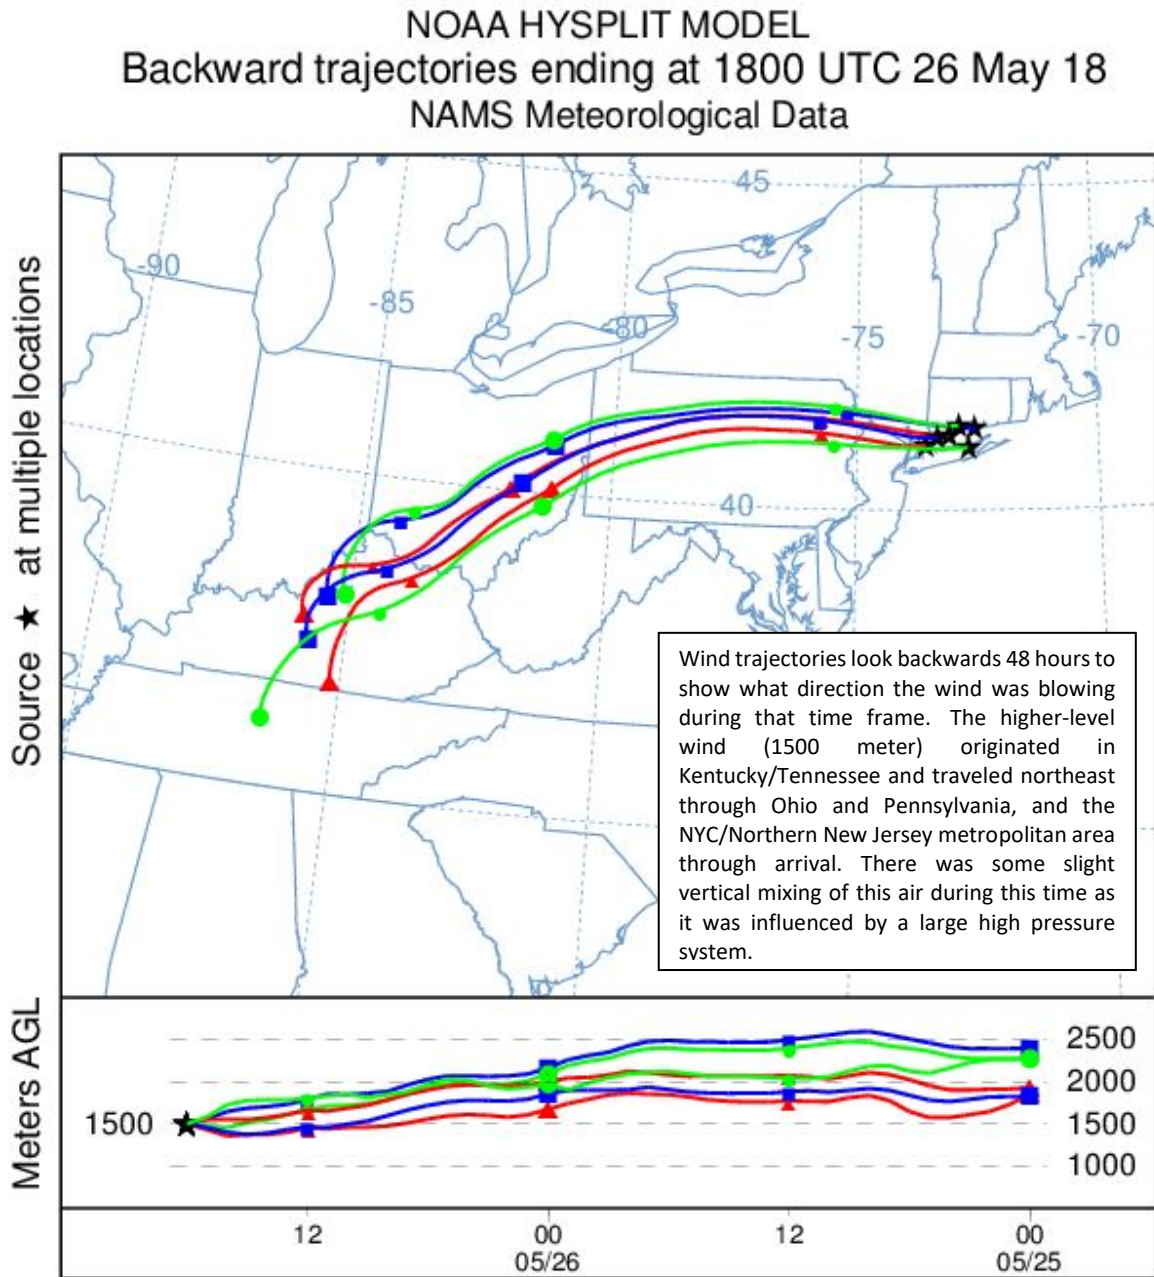 NOAA HYSPLIT MODEL
Backward trajectories ending at 1800 UTC 26 May 18
NAMS Meteorological Data
Source ★ at multiple locations
45
-90
-85
-80
-75
-70
40
Wind trajectories look backwards 48 hours to
show what direction the wind was blowing
during that time frame. The higher-level
wind (1500 meter) originated in
Kentucky/Tennessee and traveled northeast
through Ohio and Pennsylvania, and the
NYC/Northern New Jersey metropolitan area
through arrival. There was some slight
vertical mixing of this air during this time as
it was influenced by a large high pressure
system.
Meters AGL
2500
2000
1500
1500
1000
12 00 12 00
05/26 05/25